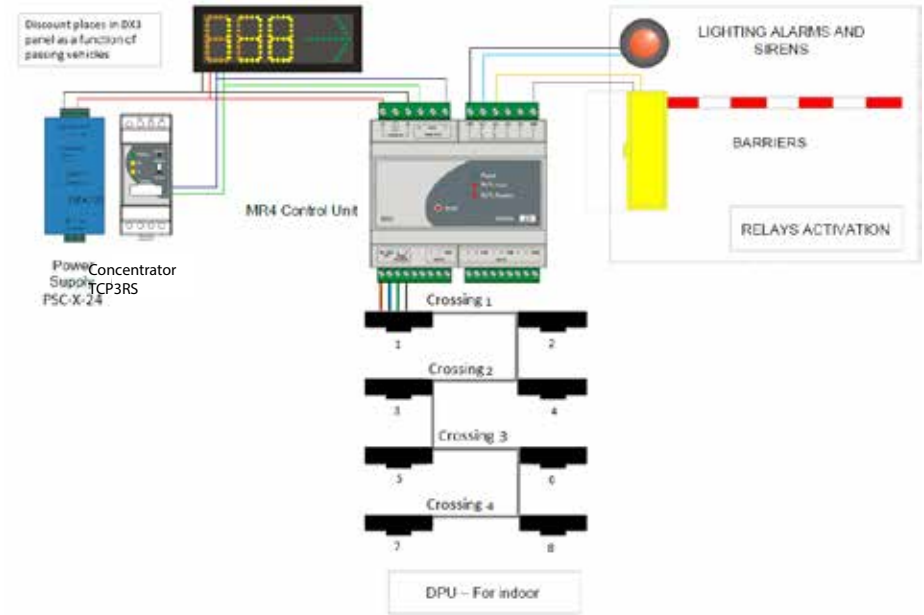 Discount places in DX3
panel as a function of
passing vehicles
888
LIGHTING ALARMS AND
SIRENS
BARRIERS
RELAYS ACTIVATION
MR4 Control Unit
Power
Supply
PSC-X-24
Concentrator
TCP3RS
Crossing 1
1
2
Crossing 2
3
4
Crossing 3
5
6
Crossing 4
7
8
DPU – For indoor